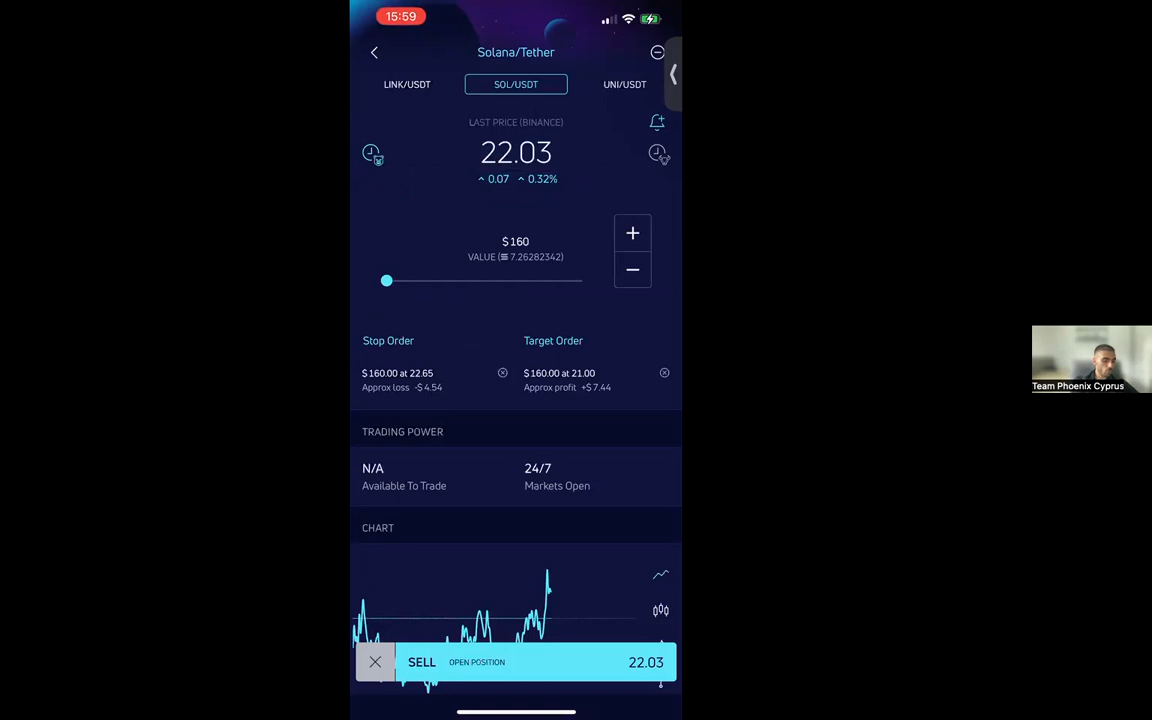 15:59
Solana/Tether
LINK/USDT
SOL/USDT
UNI/USDT
LAST PRICE (BINANCE)
22.03
0.07 0.32%
$ 160
VALUE ( 7.26282342)
Stop Order
Target Order
$ 160.00 at 22.65
Approx loss -$ 4.54
$ 160.00 at 21.00
Approx profit +$ 7.44
TRADING POWER
N/A
Available To Trade
24/7
Markets Open
CHART
SELL OPEN POSITION 22.03
Team Phoenix Cyprus